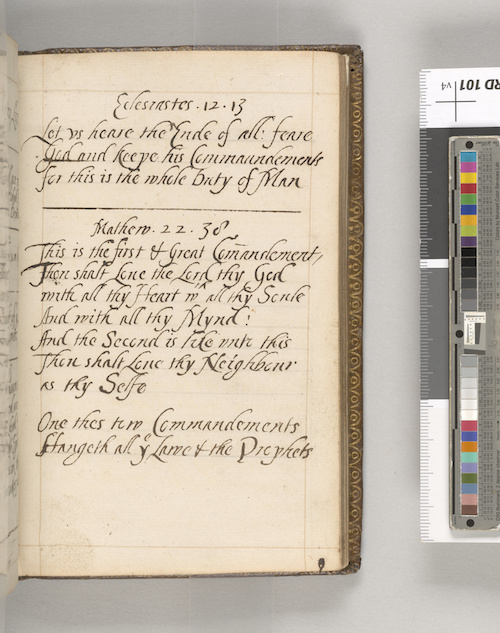 Eclesiastes . 12 . 13
Let vs heare the Ende of all: feare
God and keepe his Commaundements
for this is the whole Duty of Man
Mathew . 22 . 38
This is the first & Great Com̄andement,
Thou shalt Loue the Lord thy God
with all thy Heart wth all thy Soule
And with all thy Mynd:
And the Second is like vnto this
Thou shalt Loue thy Neighbour
as thy Selfe
One thes tow Commandements
Hangeth all ye Lawe & the Prophets
RD 101
v4